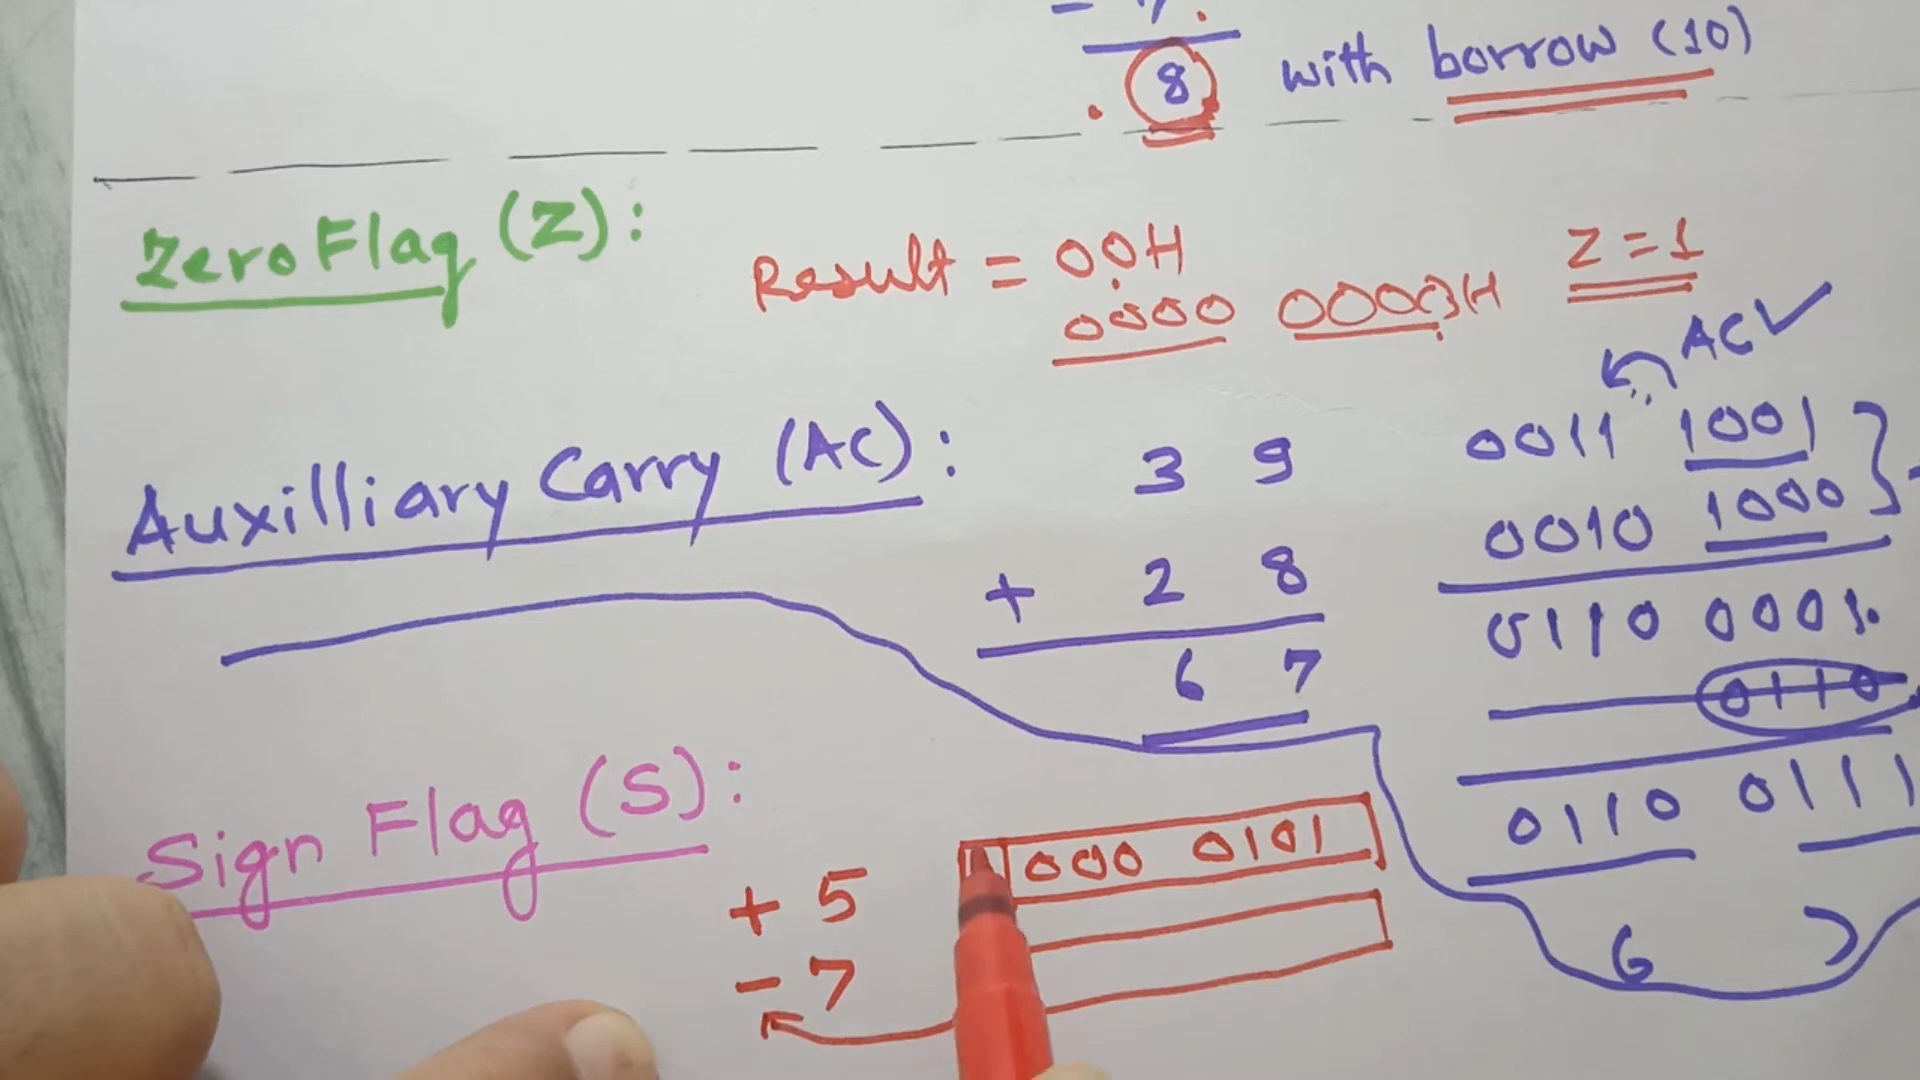 - 7
8 with borrow (10)
Zero Flag (Z):
Result = 00H Z=1
0000 0000H
AC✓
Auxilliary Carry (AC):
3 9 0011 1001
+ 2 8 0010 1000
6 7 0110 0001
0110
0110 0111
6 7
Sign Flag (S):
+ 5 000 0101
- 7